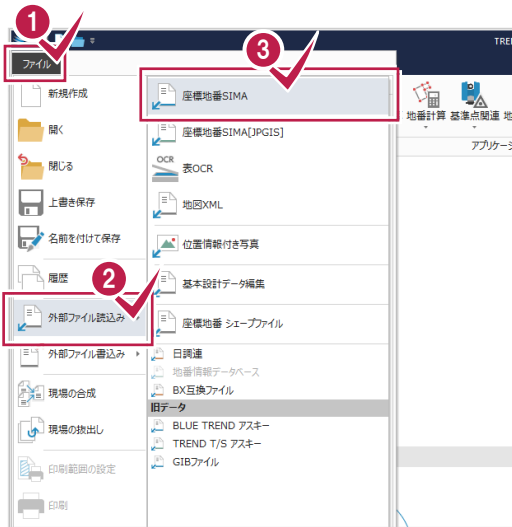 1
3
TREN
ファイル
新規作成
座標地番SIMA
地番計算 基準点関連 地
開く
座標地番SIMA[JPGIS]
アプリケーシ
閉じる
OCR
表OCR
上書き保存
地図XML
名前を付けて保存
位置情報付き写真
履歴
2
基本設計データ編集
外部ファイル読込み
座標地番 シェープファイル
外部ファイル書込み
日調連
地番情報データベース
現場の合成
BX互換ファイル
旧データ
現場の抜出し
BLUE TREND アスキー
TREND T/S アスキー
印刷範囲の設定
GIBファイル
印刷